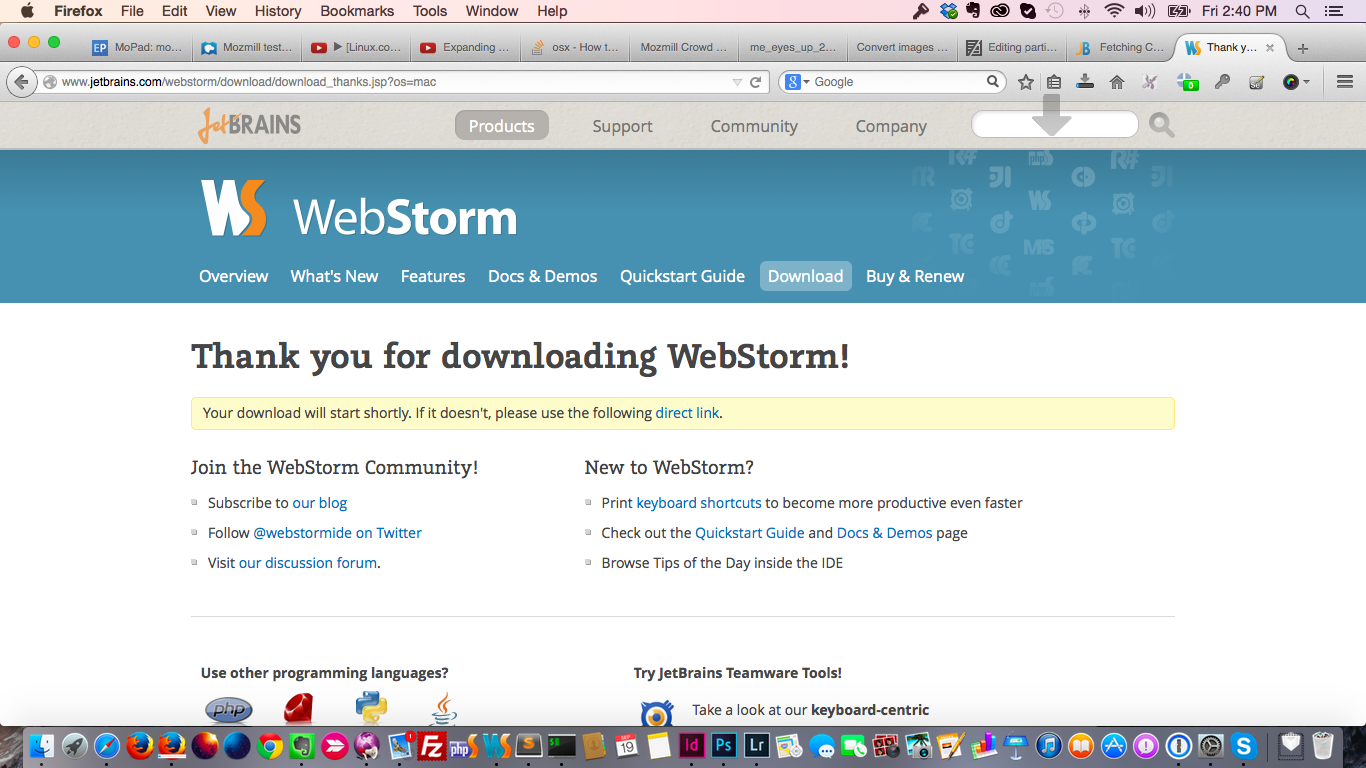 Firefox File Edit View History Bookmarks Tools Window Help Fri 2:40 PM
EP MoPad: mo... Mozmill test... ▶ [Linux.co... Expanding ... osx - How t... Mozmill Crowd ... me_eyes_up_2... Convert images ... Editing parti... Fetching C... WS Thank y...
www.jetbrains.com/webstorm/download/download_thanks.jsp?os=mac Google 0
JetBRAINS Products Support Community Company
WS WebStorm
Overview What's New Features Docs & Demos Quickstart Guide Download Buy & Renew
Thank you for downloading WebStorm!
Your download will start shortly. If it doesn't, please use the following direct link.
Join the WebStorm Community!
Subscribe to our blog
Follow @webstormide on Twitter
Visit our discussion forum.
New to WebStorm?
Print keyboard shortcuts to become more productive even faster
Check out the Quickstart Guide and Docs & Demos page
Browse Tips of the Day inside the IDE
Use other programming languages?
php
Try JetBrains Teamware Tools!
Take a look at our keyboard-centric
FZ php WS S SEP 19 Id Ps Lr S